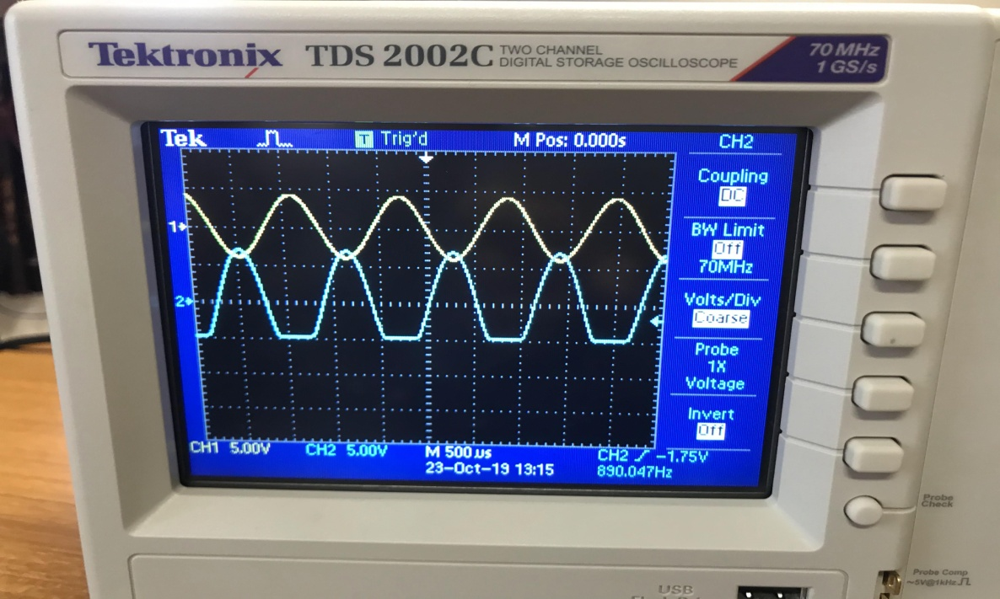 Tektronix TDS 2002C TWO CHANNEL DIGITAL STORAGE OSCILLOSCOPE
70 MHz
1 GS/s
Tek T Trig'd M Pos: 0.000s CH2
Coupling
DC
BW Limit
Off
70MHz
Volts/Div
Coarse
Probe
1X
Voltage
Invert
Off
1
2
CH1 5.00V CH2 5.00V M 500µs CH2 -1.75V
23-Oct-19 13:15 890.047Hz
Probe
Check
Probe Comp
~5V@1kHz
USB